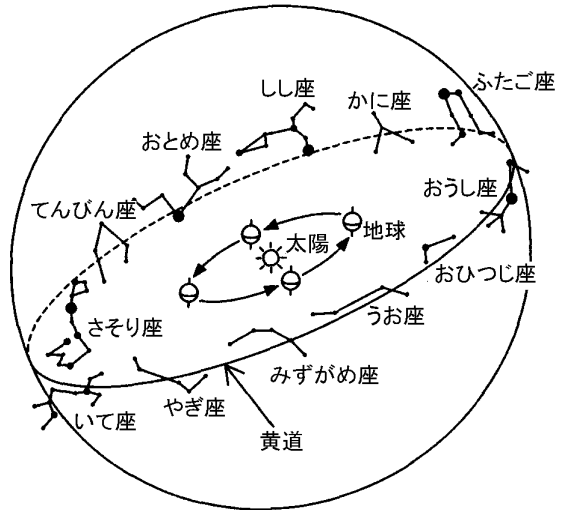 ふたご座
しし座
かに座
おとめ座
おうし座
てんびん座
太陽
地球
おひつじ座
さそり座
うお座
みずがめ座
いて座
やぎ座
黄道